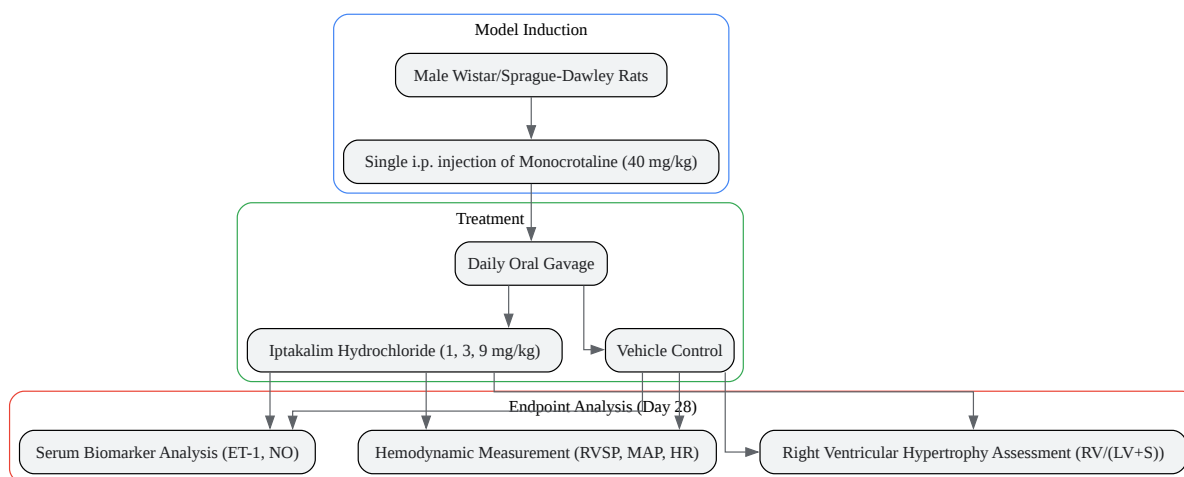 Model Induction
Male Wistar/Sprague-Dawley Rats
Single i.p. injection of Monocrotaline (40 mg/kg)
Treatment
Daily Oral Gavage
Iptakalim Hydrochloride (1, 3, 9 mg/kg)
Vehicle Control
Endpoint Analysis (Day 28)
Serum Biomarker Analysis (ET-1, NO)
Hemodynamic Measurement (RVSP, MAP, HR)
Right Ventricular Hypertrophy Assessment (RV/(LV+S))